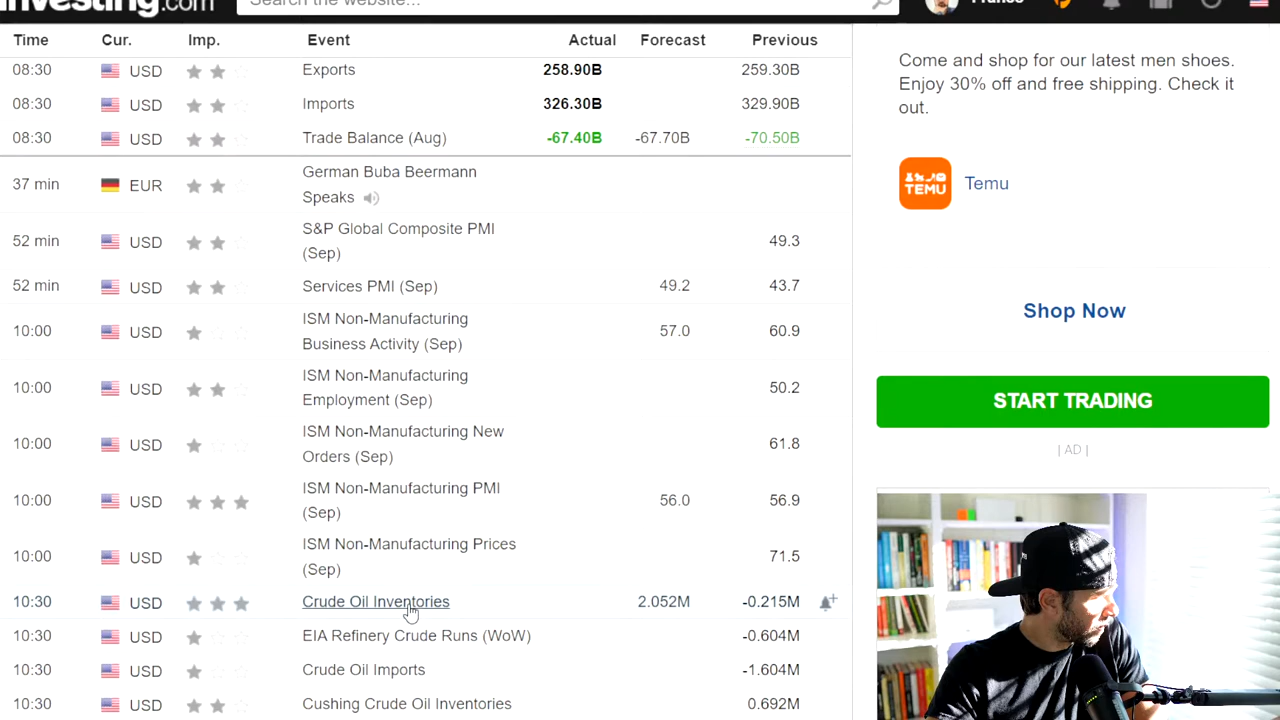 Investing.com
Search the website...
Time Cur. Imp. Event Actual Forecast Previous
08:30 USD Exports 258.90B 259.30B
08:30 USD Imports 326.30B 329.90B
08:30 USD Trade Balance (Aug) -67.40B -67.70B -70.50B
37 min EUR German Buba Beermann
Speaks
52 min USD S&P Global Composite PMI
(Sep) 49.3
52 min USD Services PMI (Sep) 49.2 43.7
10:00 USD ISM Non-Manufacturing
Business Activity (Sep) 57.0 60.9
10:00 USD ISM Non-Manufacturing
Employment (Sep) 50.2
10:00 USD ISM Non-Manufacturing New
Orders (Sep) 61.8
10:00 USD ISM Non-Manufacturing PMI
(Sep) 56.0 56.9
10:00 USD ISM Non-Manufacturing Prices
(Sep) 71.5
10:30 USD Crude Oil Inventories 2.052M -0.215M
10:30 USD EIA Refinery Crude Runs (WoW) -0.604M
10:30 USD Crude Oil Imports -1.604M
10:30 USD Cushing Crude Oil Inventories 0.692M
Come and shop for our latest men shoes.
Enjoy 30% off and free shipping. Check it
out.
TEMU
Temu
Shop Now
START TRADING
| AD |